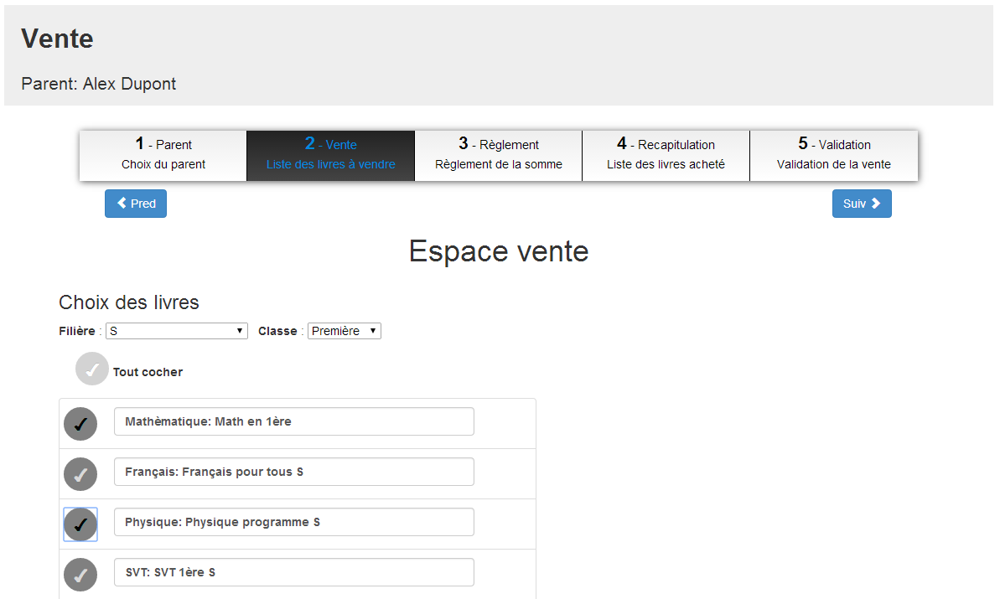 Vente
Parent: Alex Dupont
1 - Parent
Choix du parent
2 - Vente
Liste des livres à vendre
3 - Règlement
Règlement de la somme
4 - Recapitulation
Liste des livres acheté
5 - Validation
Validation de la vente
Pred
Suiv
Espace vente
Choix des livres
Filière : S Classe : Première
Tout cocher
Mathèmatique: Math en 1ère
Français: Français pour tous S
Physique: Physique programme S
SVT: SVT 1ère S